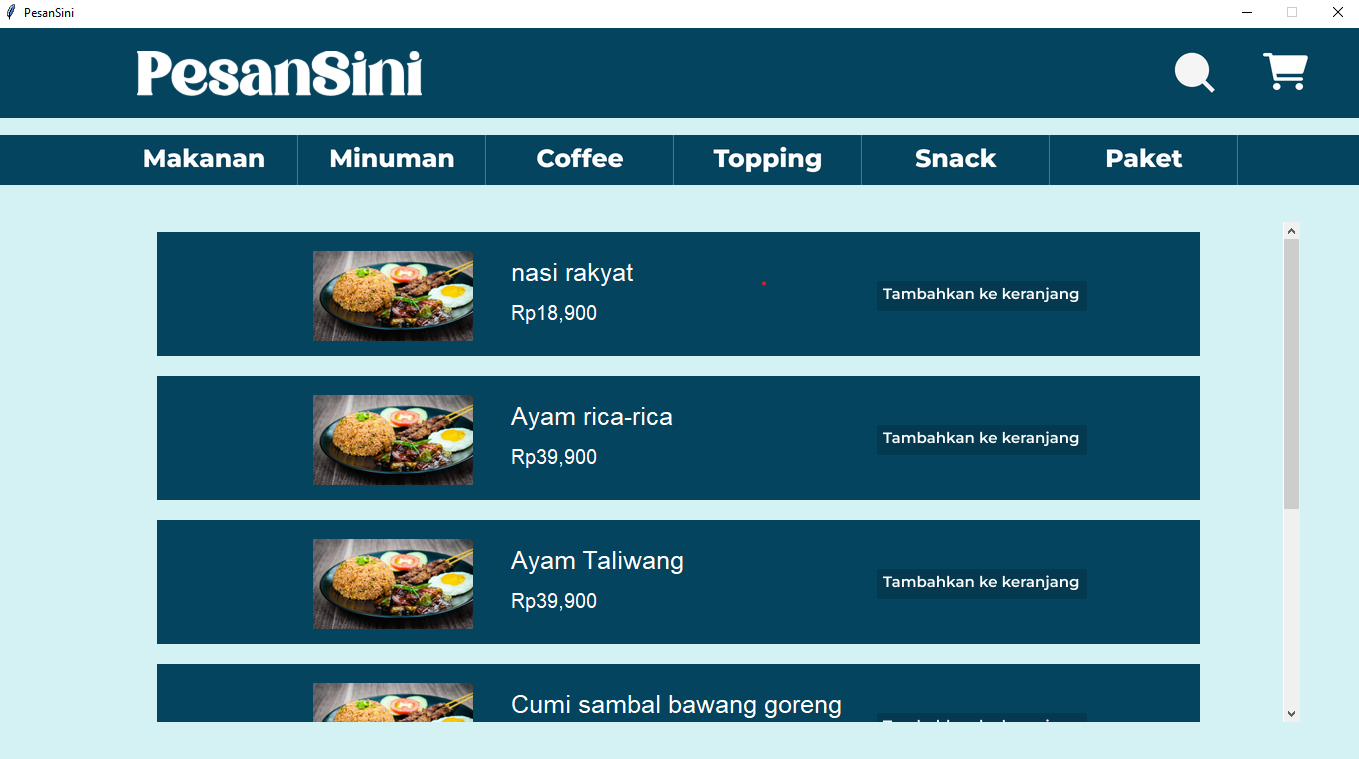 PesanSini
PesanSini
Makanan Minuman Coffee Topping Snack Paket
nasi rakyat
Rp18,900
Tambahkan ke keranjang
Ayam rica-rica
Rp39,900
Tambahkan ke keranjang
Ayam Taliwang
Rp39,900
Tambahkan ke keranjang
Cumi sambal bawang goreng